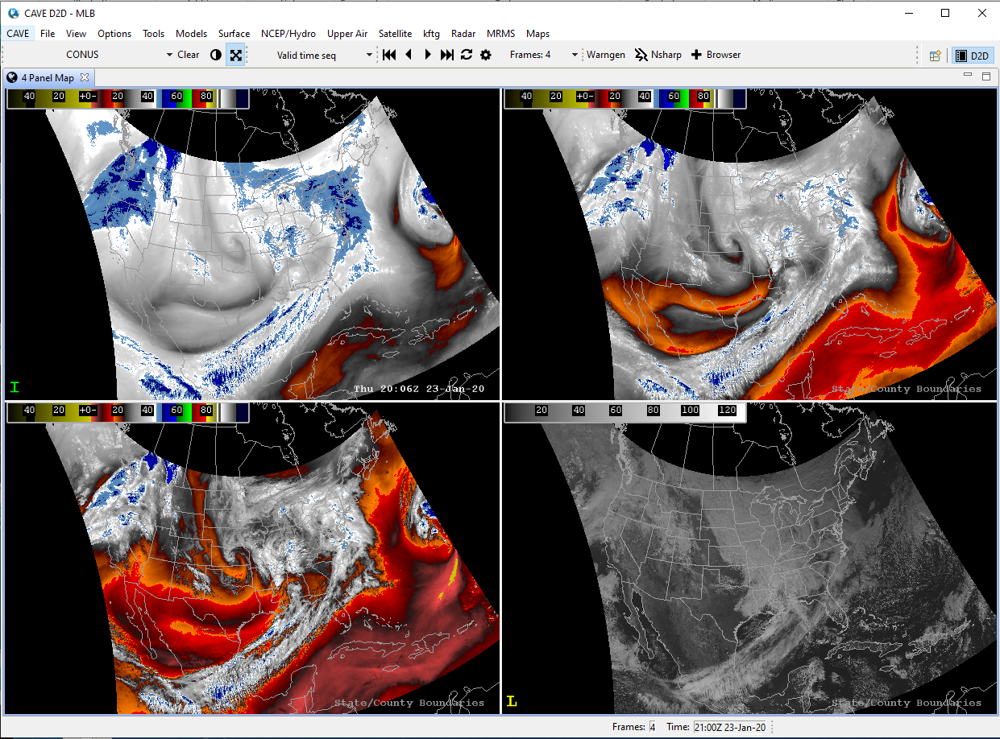 CAVE D2D - MLB
CAVE File View Options Tools Models Surface NCEP/Hydro Upper Air Satellite kftg Radar MRMS Maps
CONUS Clear Valid time seq Frames: 4 Warngen Nsharp Browser D2D
4 Panel Map
40 20 +0- 20 40 60 80
40 20 +0- 20 40 60 80
I
Thu 20:06Z 23-Jan-20
State/County Boundaries
40 20 +0- 20 40 60 80
20 40 60 80 100 120
State/County Boundaries
L
State/County Boundaries
Frames: 4 Time: 21:00Z 23-Jan-20